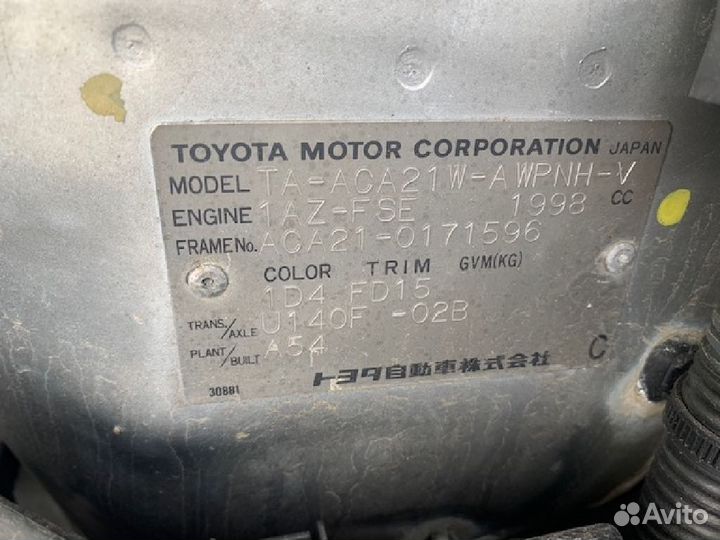 TOYOTA MOTOR CORPORATION JAPAN
MODEL TA-ACA21W-AWPNH-V
ENGINE 1AZ-FSE 1998 CC
FRAME No. ACA21-0171596
COLOR TRIM GVM(KG)
1D4 FD15
TRANS./AXLE U140F -02B
PLANT/BUILT A54
トヨタ自動車株式会社 C
30881
Avito